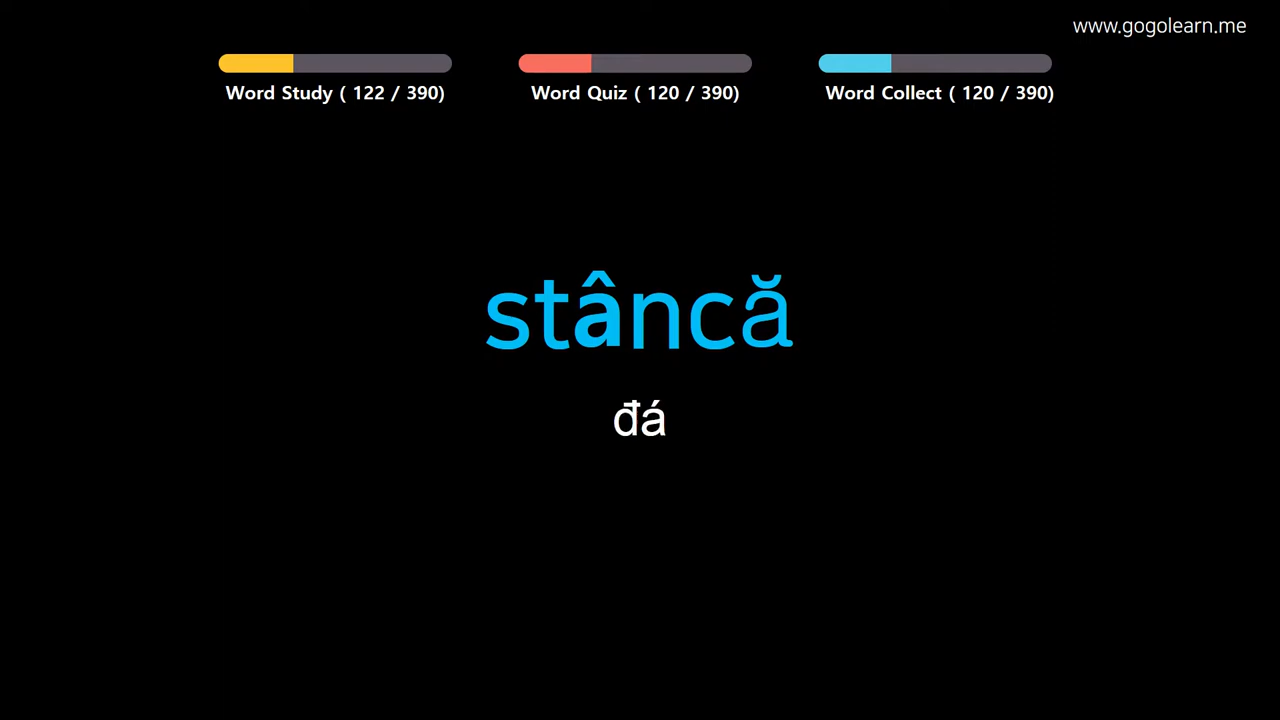 www.gogolearn.me
Word Study ( 122 / 390)
Word Quiz ( 120 / 390)
Word Collect ( 120 / 390)
stâncă
đá